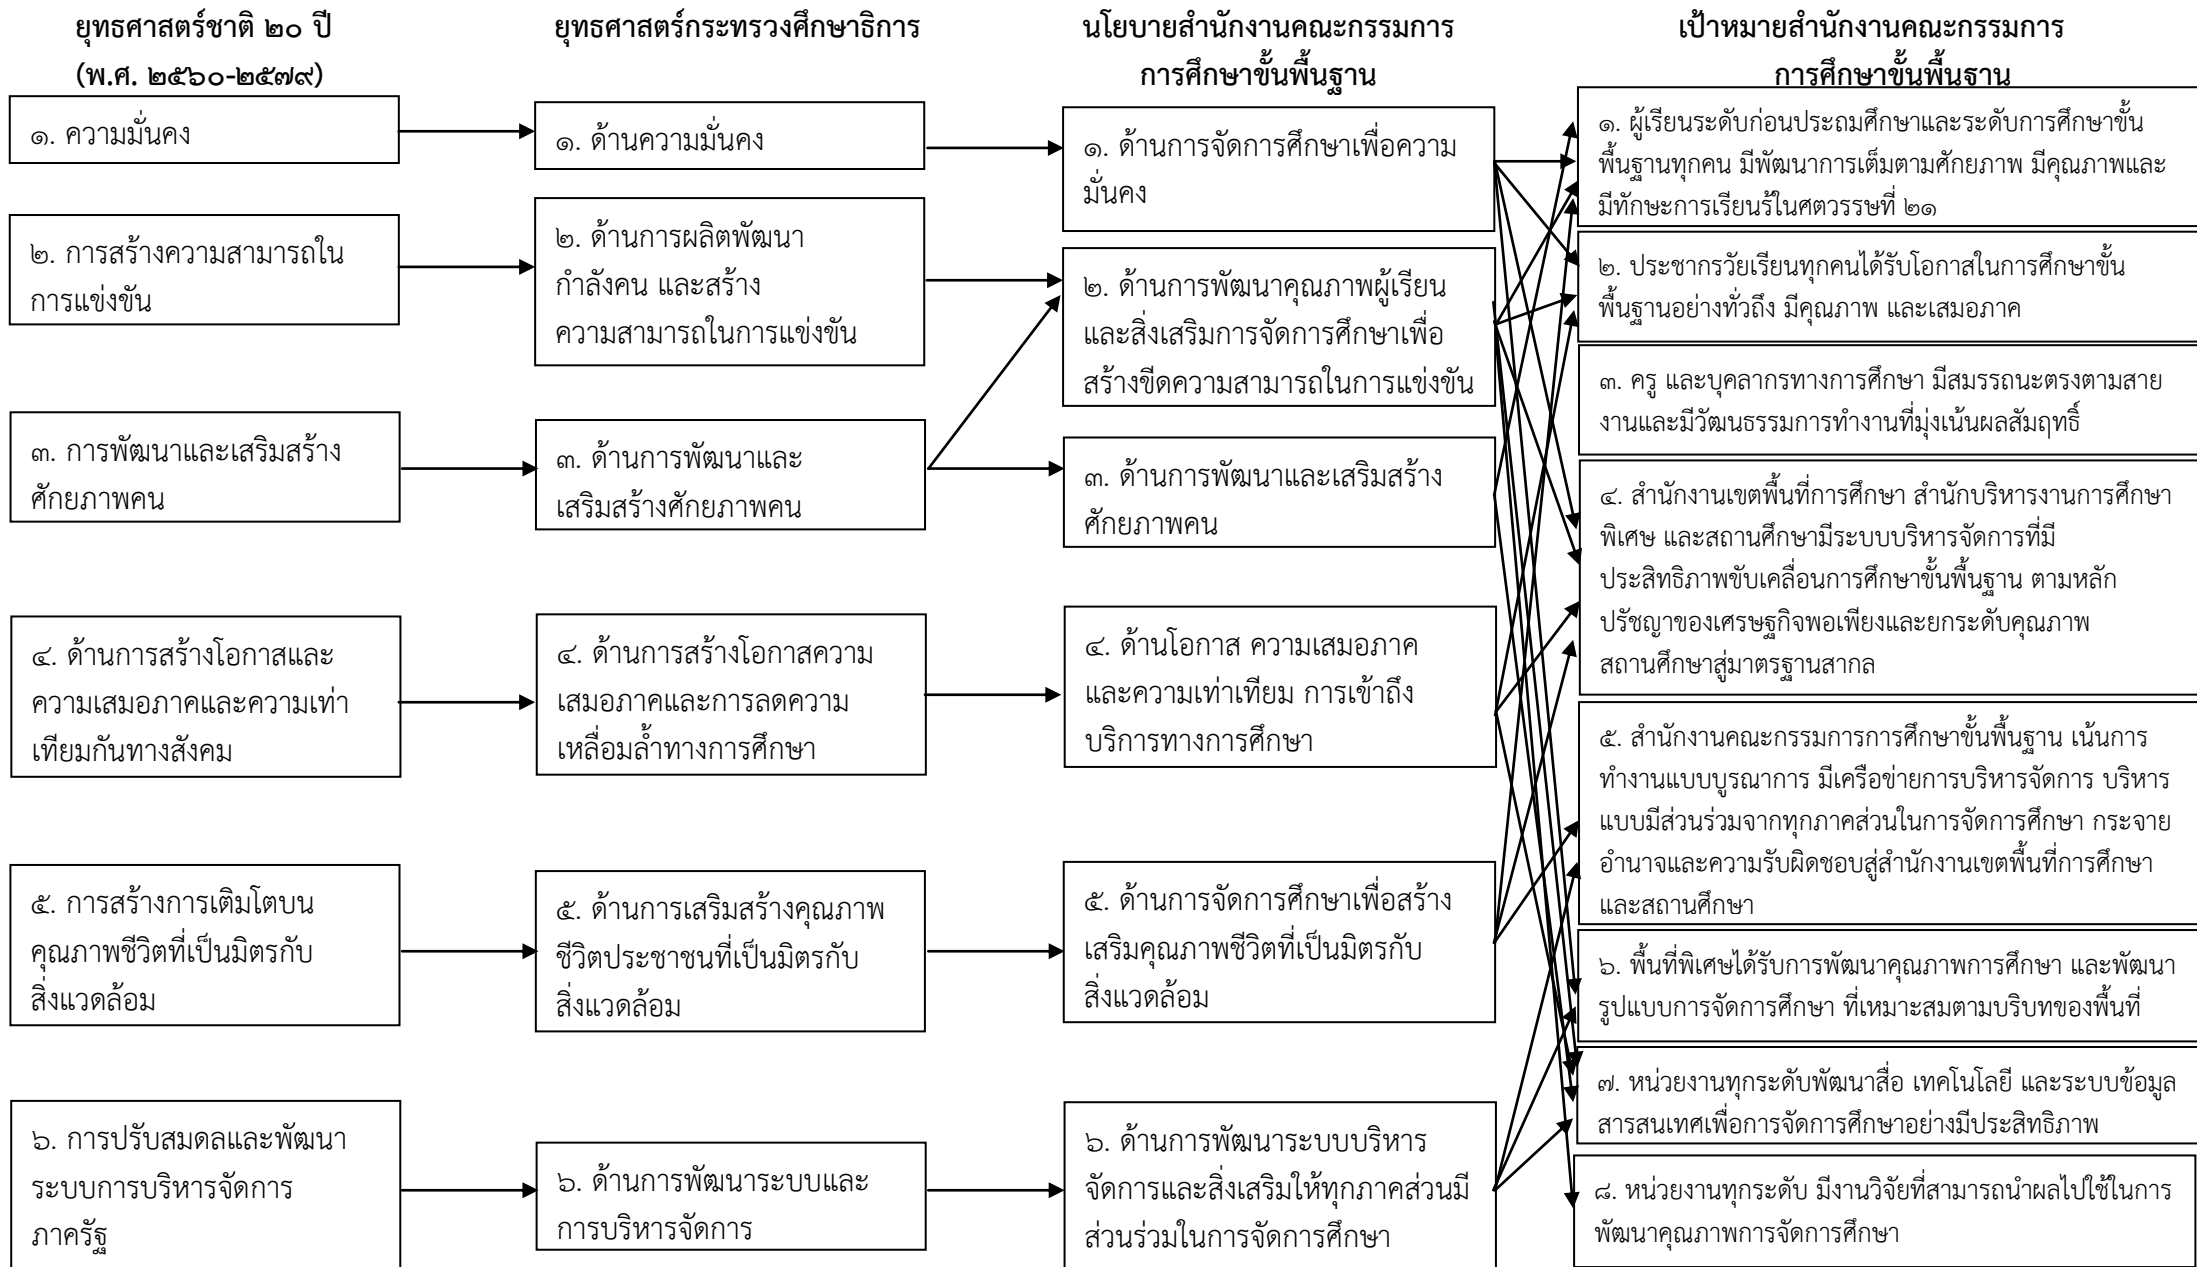 ยุทธศาสตร์ชาติ ๒๐ ปี
(พ.ศ. ๒๕๖๐-๒๕๗๙)
๑. ความมั่นคง
๒. การสร้างความสามารถใน
การแข่งขัน
๓. การพัฒนาและเสริมสร้าง
ศักยภาพคน
๔. ด้านการสร้างโอกาสและ
ความเสมอภาคและความเท่า
เทียมกันทางสังคม
๕. การสร้างการเติมโตบน
คุณภาพชีวิตที่เป็นมิตรกับ
สิ่งแวดล้อม
๖. การปรับสมดลและพัฒนา
ระบบการบริหารจัดการ
ภาครัฐ
ยุทธศาสตร์กระทรวงศึกษาธิการ
๑. ด้านความมั่นคง
๒. ด้านการผลิตพัฒนา
กำลังคน และสร้าง
ความสามารถในการแข่งขัน
๓. ด้านการพัฒนาและ
เสริมสร้างศักยภาพคน
๔. ด้านการสร้างโอกาสความ
เสมอภาคและการลดความ
เหลื่อมล้ำทางการศึกษา
๕. ด้านการเสริมสร้างคุณภาพ
ชีวิตประชาชนที่เป็นมิตรกับ
สิ่งแวดล้อม
๖. ด้านการพัฒนาระบบและ
การบริหารจัดการ
นโยบายสำนักงานคณะกรรมการ
การศึกษาขั้นพื้นฐาน
๑. ด้านการจัดการศึกษาเพื่อความ
มั่นคง
๒. ด้านการพัฒนาคุณภาพผู้เรียน
และสิ่งเสริมการจัดการศึกษาเพื่อ
สร้างขีดความสามารถในการแข่งขัน
๓. ด้านการพัฒนาและเสริมสร้าง
ศักยภาพคน
๔. ด้านโอกาส ความเสมอภาค
และความเท่าเทียม การเข้าถึง
บริการทางการศึกษา
๕. ด้านการจัดการศึกษาเพื่อสร้าง
เสริมคุณภาพชีวิตที่เป็นมิตรกับ
สิ่งแวดล้อม
๖. ด้านการพัฒนาระบบบริหาร
จัดการและสิ่งเสริมให้ทุกภาคส่วนมี
ส่วนร่วมในการจัดการศึกษา
เป้าหมายสำนักงานคณะกรรมการ
การศึกษาขั้นพื้นฐาน
๑. ผู้เรียนระดับก่อนประถมศึกษาและระดับการศึกษาขั้น
พื้นฐานทุกคน มีพัฒนาการเต็มตามศักยภาพ มีคุณภาพและ
มีทักษะการเรียนรู้ในศตวรรษที่ ๒๑
๒. ประชากรวัยเรียนทุกคนได้รับโอกาสในการศึกษาขั้น
พื้นฐานอย่างทั่วถึง มีคุณภาพ และเสมอภาค
๓. ครู และบุคลากรทางการศึกษา มีสมรรถนะตรงตามสาย
งานและมีวัฒนธรรมการทำงานที่มุ่งเน้นผลสัมฤทธิ์
๔. สำนักงานเขตพื้นที่การศึกษา สำนักบริหารงานการศึกษา
พิเศษ และสถานศึกษามีระบบบริหารจัดการที่มี
ประสิทธิภาพขับเคลื่อนการศึกษาขั้นพื้นฐาน ตามหลัก
ปรัชญาของเศรษฐกิจพอเพียงและยกระดับคุณภาพ
สถานศึกษาสู่มาตรฐานสากล
๕. สำนักงานคณะกรรมการการศึกษาขั้นพื้นฐาน เน้นการ
ทำงานแบบบูรณาการ มีเครือข่ายการบริหารจัดการ บริหาร
แบบมีส่วนร่วมจากทุกภาคส่วนในการจัดการศึกษา กระจาย
อำนาจและความรับผิดชอบสู่สำนักงานเขตพื้นที่การศึกษา
และสถานศึกษา
๖. พื้นที่พิเศษได้รับการพัฒนาคุณภาพการศึกษา และพัฒนา
รูปแบบการจัดการศึกษา ที่เหมาะสมตามบริบทของพื้นที่
๗. หน่วยงานทุกระดับพัฒนาสื่อ เทคโนโลยี และระบบข้อมูล
สารสนเทศเพื่อการจัดการศึกษาอย่างมีประสิทธิภาพ
๘. หน่วยงานทุกระดับ มีงานวิจัยที่สามารถนำผลไปใช้ในการ
พัฒนาคุณภาพการจัดการศึกษา